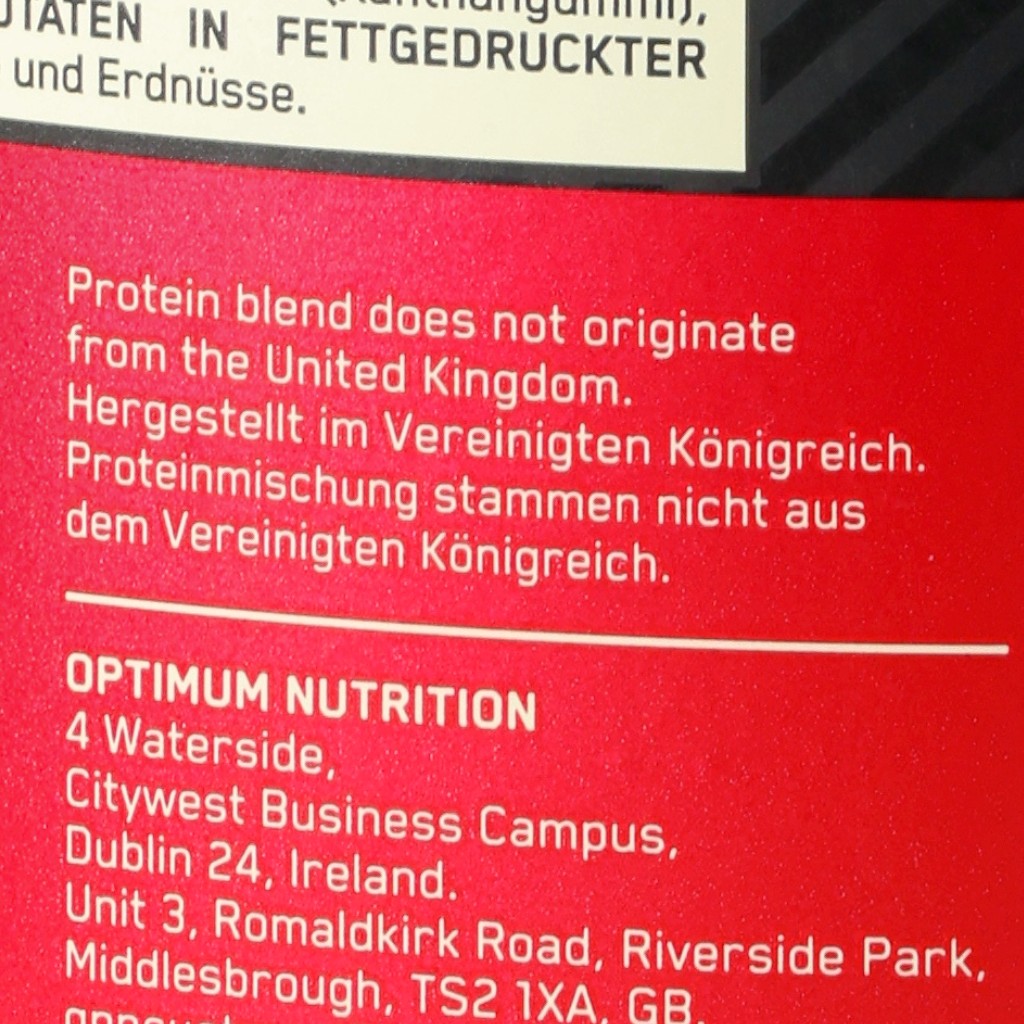 IN FETTGEDRUCKTER
und Erdnüsse.
Protein blend does not originate
from the United Kingdom.
Hergestellt im Vereinigten Königreich.
Proteinmischung stammen nicht aus
dem Vereinigten Königreich.
OPTIMUM NUTRITION
4 Waterside,
Citywest Business Campus,
Dublin 24, Ireland.
Unit 3, Romaldkirk Road, Riverside Park,
Middlesbrough, TS2 1XA, GB.